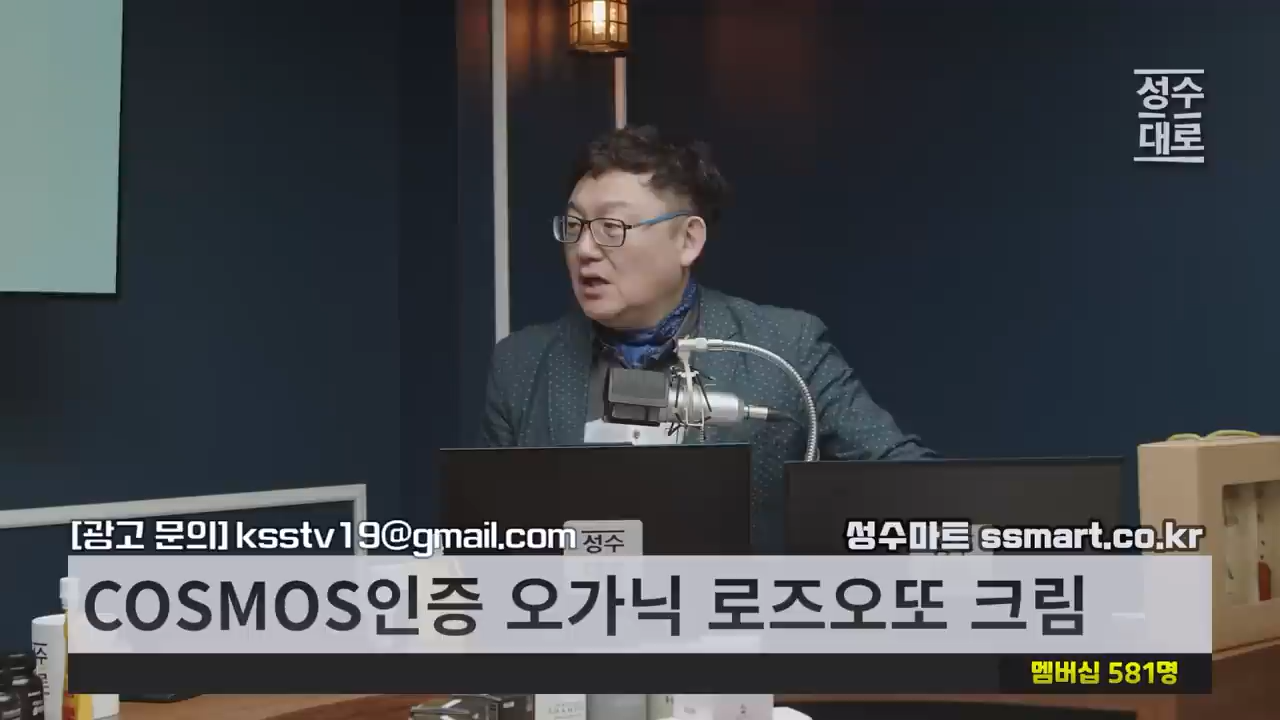 성수
대로
[광고 문의] ksstv19@gmail.com
성수마트 ssmart.co.kr
성수
COSMOS인증 오가닉 로즈오또 크림
멤버십 581명